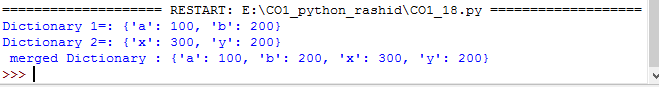 ==================== RESTART: E:\CO1_python_rashid\CO1_18.py ====================
Dictionary 1=: {'a': 100, 'b': 200}
Dictionary 2=: {'x': 300, 'y': 200}
 merged Dictionary : {'a': 100, 'b': 200, 'x': 300, 'y': 200}
>>>